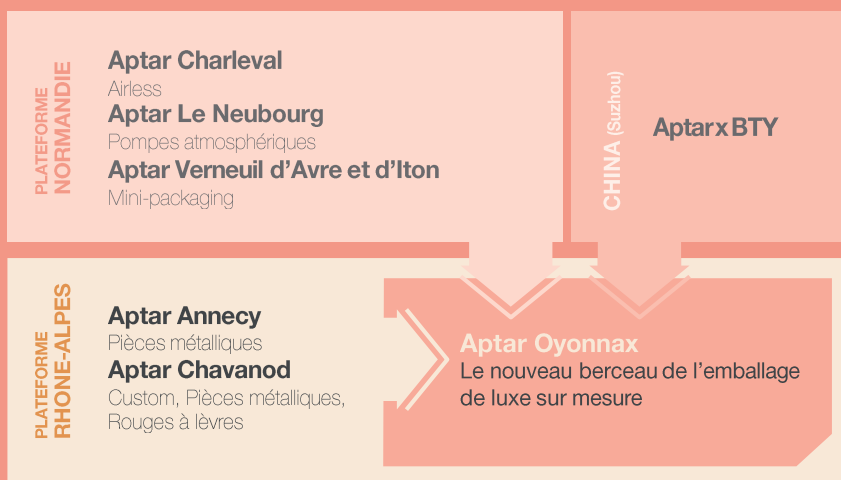 PLATEFORME
NORMANDIE
Aptar Charleval
Airless
Aptar Le Neubourg
Pompes atmosphériques
Aptar Verneuil d'Avre et d'Iton
Mini-packaging
CHINA (Suzhou)
Aptar x BTY
PLATEFORME
RHONE-ALPES
Aptar Annecy
Pièces métalliques
Aptar Chavanod
Custom, Pièces métalliques,
Rouges à lèvres
Aptar Oyonnax
Le nouveau berceau de l'emballage
de luxe sur mesure